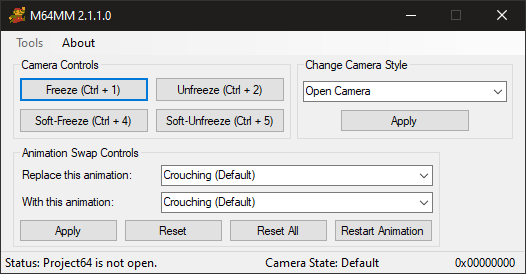 M64MM 2.1.1.0
Tools About
Camera Controls
Freeze (Ctrl + 1) Unfreeze (Ctrl + 2)
Soft-Freeze (Ctrl + 4) Soft-Unfreeze (Ctrl + 5)
Change Camera Style
Open Camera
Apply
Animation Swap Controls
Replace this animation: Crouching (Default)
With this animation: Crouching (Default)
Apply Reset Reset All Restart Animation
Status: Project64 is not open. Camera State: Default 0x00000000